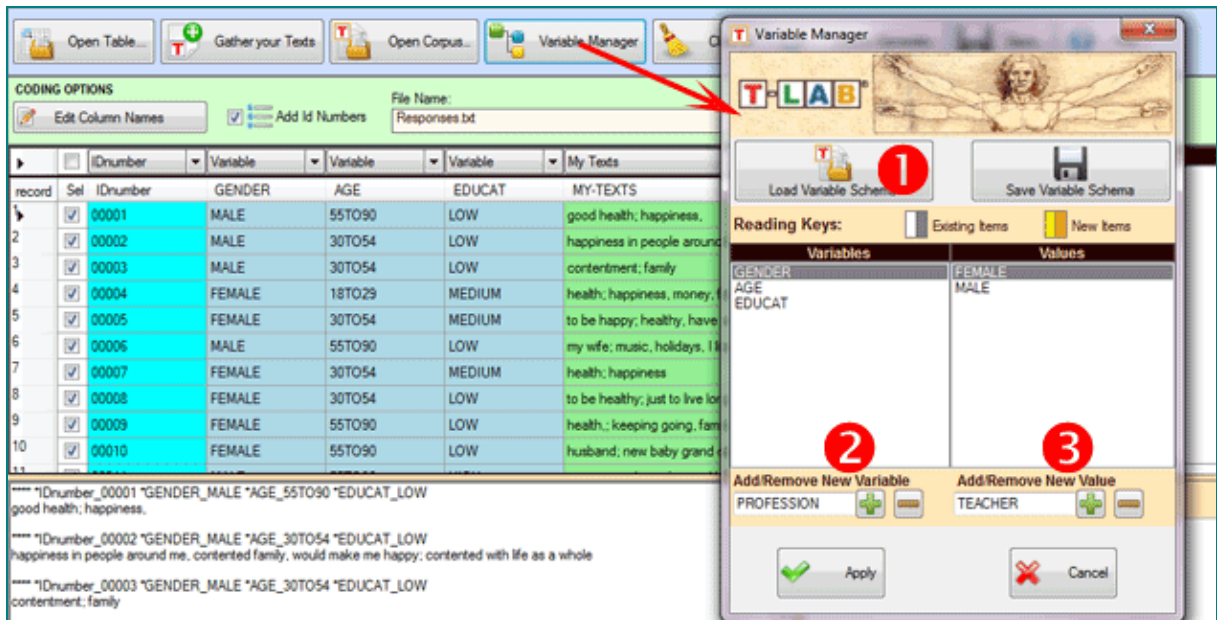 Open Table...
Gather your Texts
Open Corpus...
Variable Manager
CODING OPTIONS
Edit Column Names
Add Id Numbers
File Name:
Responses.txt
IDnumber Variable Variable Variable My Texts
record Sel IDnumber GENDER AGE EDUCAT MY-TEXTS
00001 MALE 55TO90 LOW good health; happiness,
2 00002 MALE 30TO54 LOW happiness in people around
3 00003 MALE 30TO54 LOW contentment; family
4 00004 FEMALE 18TO29 MEDIUM health; happiness, money,
5 00005 FEMALE 30TO54 MEDIUM to be happy; healthy, have
6 00006 MALE 55TO90 LOW my wife; music, holidays, I
7 00007 FEMALE 30TO54 MEDIUM health; happiness
8 00008 FEMALE 30TO54 LOW to be healthy; just to live
9 00009 FEMALE 55TO90 LOW health,; keeping going,
10 00010 FEMALE 55TO90 LOW husband; new baby grand
**** *IDnumber_00001 *GENDER_MALE *AGE_55TO90 *EDUCAT_LOW
good health; happiness,
**** *IDnumber_00002 *GENDER_MALE *AGE_30TO54 *EDUCAT_LOW
happiness in people around me, contented family, would make me happy; contented with life as a whole
**** *IDnumber_00003 *GENDER_MALE *AGE_30TO54 *EDUCAT_LOW
contentment; family
T Variable Manager
T-LAB
1
Load Variable Schema
Save Variable Schema
Reading Keys: Existing Items New Items
Variables Values
GENDER FEMALE
AGE MALE
EDUCAT
2 3
Add/Remove New Variable Add/Remove New Value
PROFESSION TEACHER
Apply Cancel